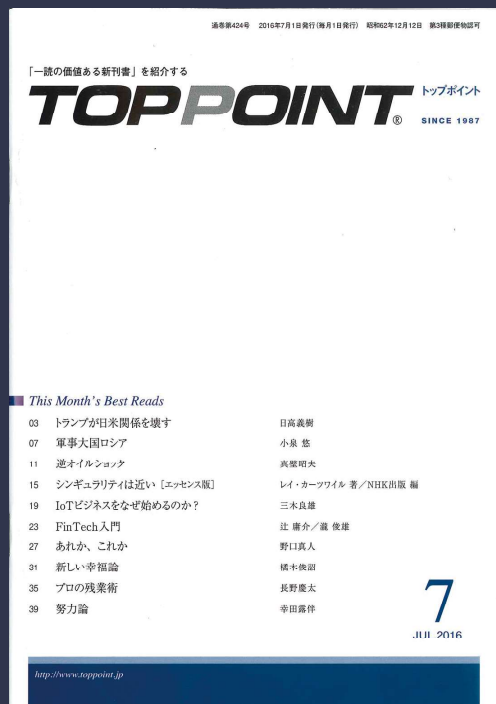 通巻第424号 2016年7月1日発行(毎月1日発行) 昭和62年12月12日 第3種郵便物認可
「一読の価値ある新刊書」を紹介する
TOPPOINT® トップポイント
SINCE 1987
This Month's Best Reads
03 トランプが日米関係を壊す 日高義樹
07 軍事大国ロシア 小泉 悠
11 逆オイルショック 真壁昭夫
15 シンギュラリティは近い [エッセンス版] レイ・カーツワイル 著/NHK出版 編
19 IoTビジネスをなぜ始めるのか? 三木良雄
23 FinTech入門 辻 庸介/瀧 俊雄
27 あれか、これか 野口真人
31 新しい幸福論 橘木俊詔
35 プロの残業術 長野慶太
39 努力論 幸田露伴
7
JUL 2016
http://www.toppoint.jp